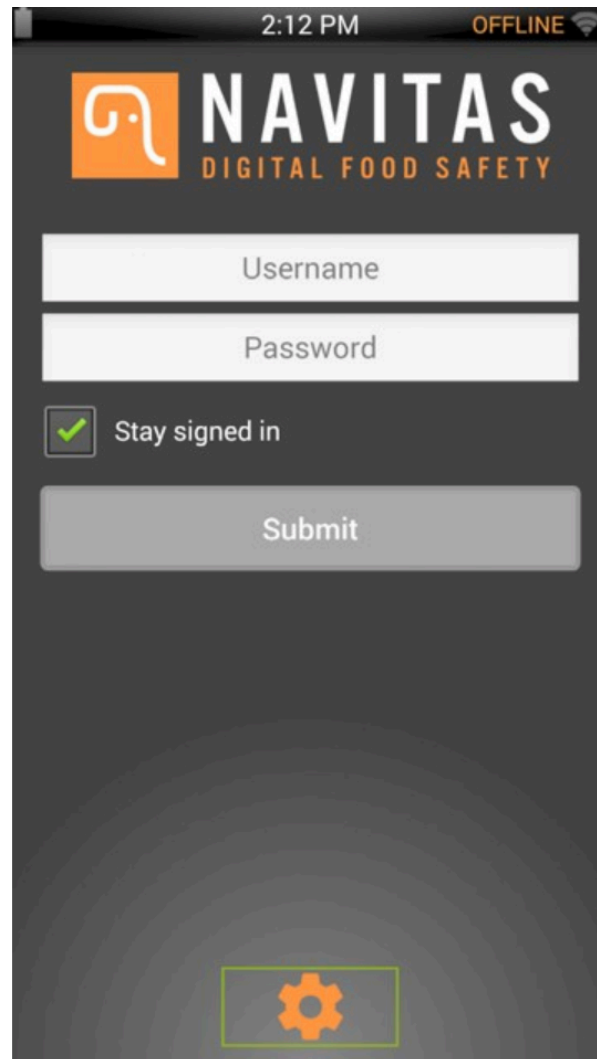 2:12 PM OFFLINE
NAVITAS
DIGITAL FOOD SAFETY
Username
Password
Stay signed in
Submit